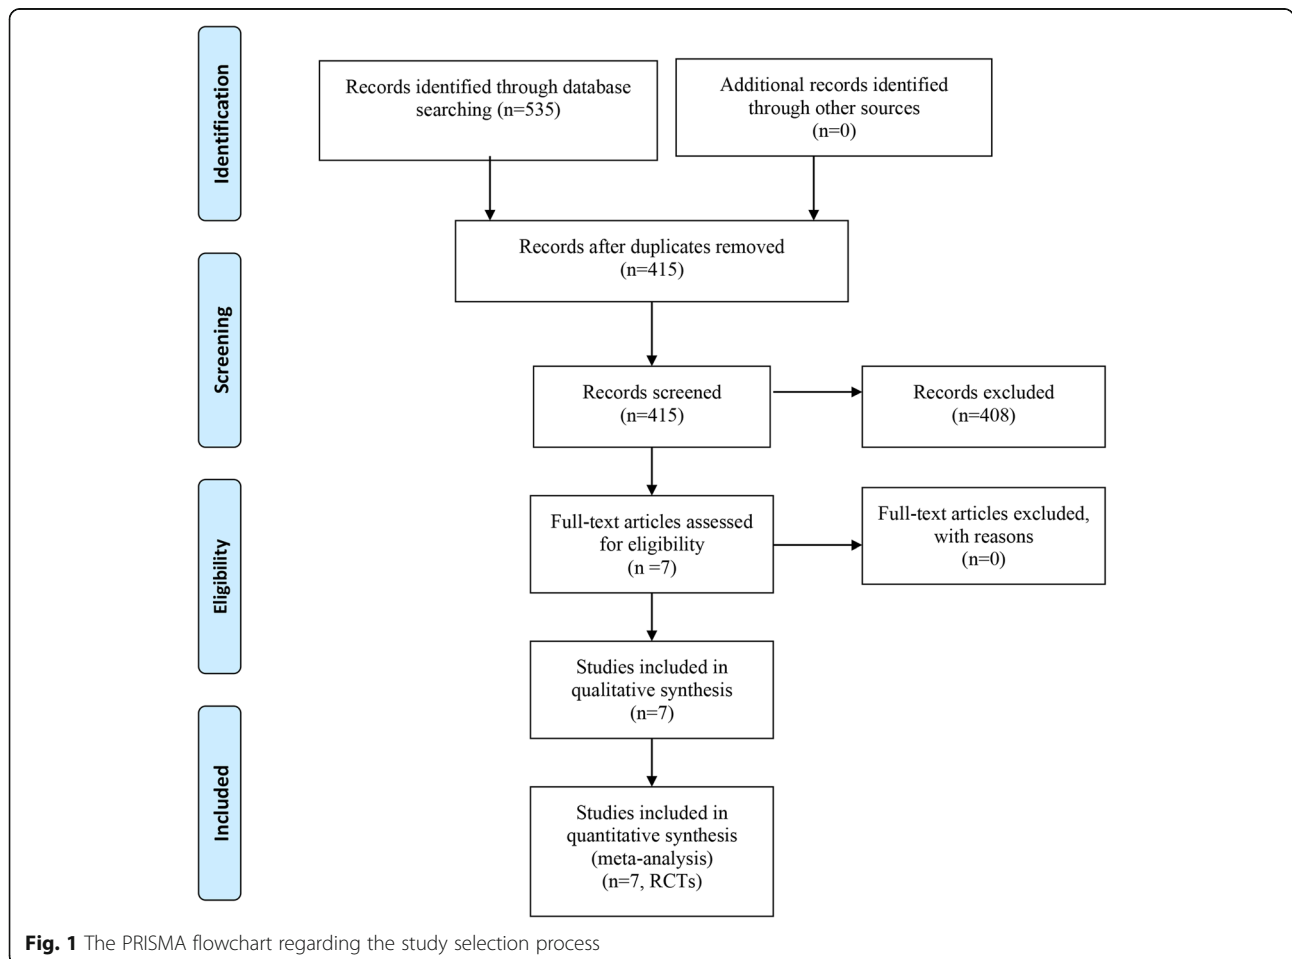 Identification
Records identified through database
searching (n=535)
Additional records identified
through other sources
(n=0)
Records after duplicates removed
(n=415)
Screening
Records screened
(n=415)
Records excluded
(n=408)
Eligibility
Full-text articles assessed
for eligibility
(n =7)
Full-text articles excluded,
with reasons
(n=0)
Studies included in
qualitative synthesis
(n=7)
Included
Studies included in
quantitative synthesis
(meta-analysis)
(n=7, RCTs)
Fig. 1 The PRISMA flowchart regarding the study selection process